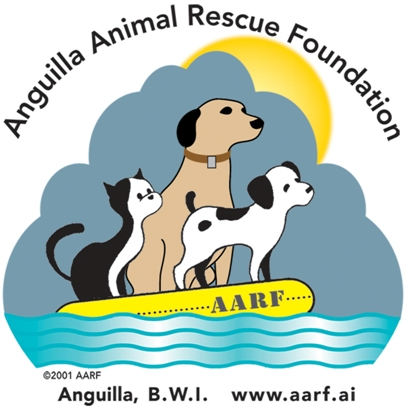 Anguilla Animal Rescue Foundation
AARF
©2001 AARF
Anguilla, B.W.I. www.aarf.ai